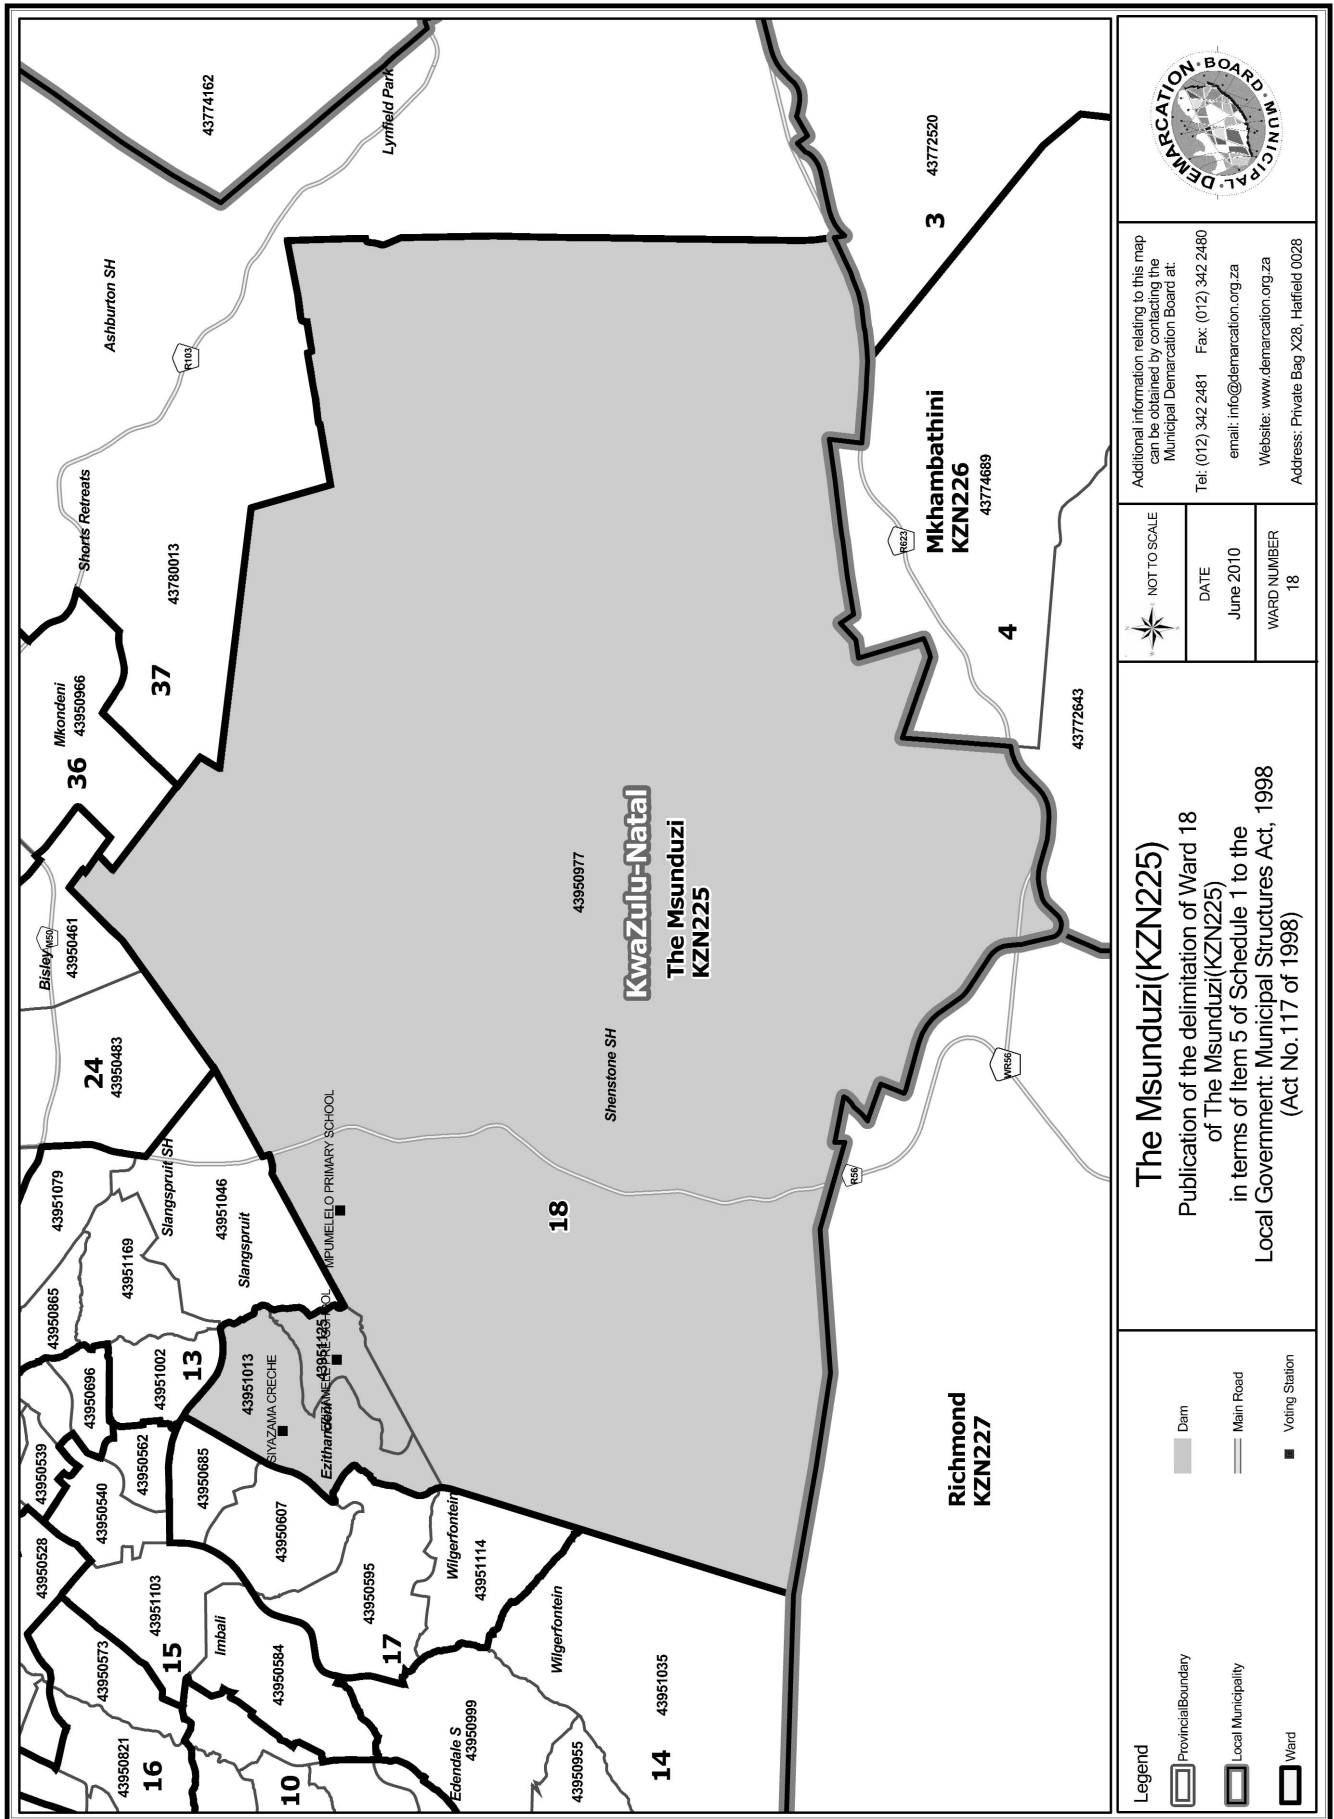 43774162
Lynfield Park
Ashburton SH
R103
Shorts Retreats
43780013
37
Mkondeni
43950966
36
Bisley
M50
43950461
24
43950483
43951079
Slangspruit SH
43951046
Slangspruit
43951169
43950865
43950696
43951002
13
43950539
43950562
43950540
43950528
43951103
15
Imbali
43950573
43950821
16
10
43950584
43950685
43950607
43950595
17
Wilgerfontein
43951114
Wilgerfontein
Edendale S
43950999
43950955
43951035
14
43951013
SIYAZAMA CRECHE
Ezithandeni
43951125
MPUMELELO PRIMARY SCHOOL
18
Shenstone SH
43950977
KwaZulu-Natal
The Msunduzi
KZN225
43772520
3
Mkhambathini
KZN226
43774689
R623
4
43772643
WR56
R56
Richmond
KZN227
Legend
ProvincialBoundary
Local Municipality
Ward
Dam
Main Road
Voting Station
The Msunduzi(KZN225)
Publication of the delimitation of Ward 18
of The Msunduzi(KZN225)
in terms of Item 5 of Schedule 1 to the
Local Government: Municipal Structures Act, 1998
(Act No.117 of 1998)
NOT TO SCALE
DATE
June 2010
WARD NUMBER
18
Additional information relating to this map
can be obtained by contacting the
Municipal Demarcation Board at:
Tel: (012) 342 2481 Fax: (012) 342 2480
email: info@demarcation.org.za
Website: www.demarcation.org.za
Address: Private Bag X28, Hatfield 0028
MUNICIPAL DEMARCATION BOARD